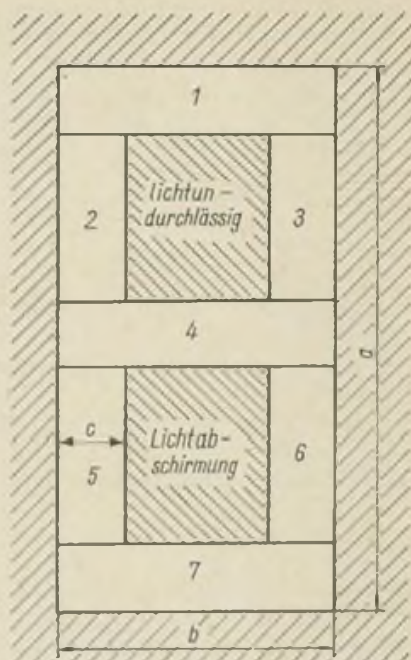 1
lichtun-
durchlässig
2
3
4
a
c
5
Lichtab-
schirmung
6
7
b